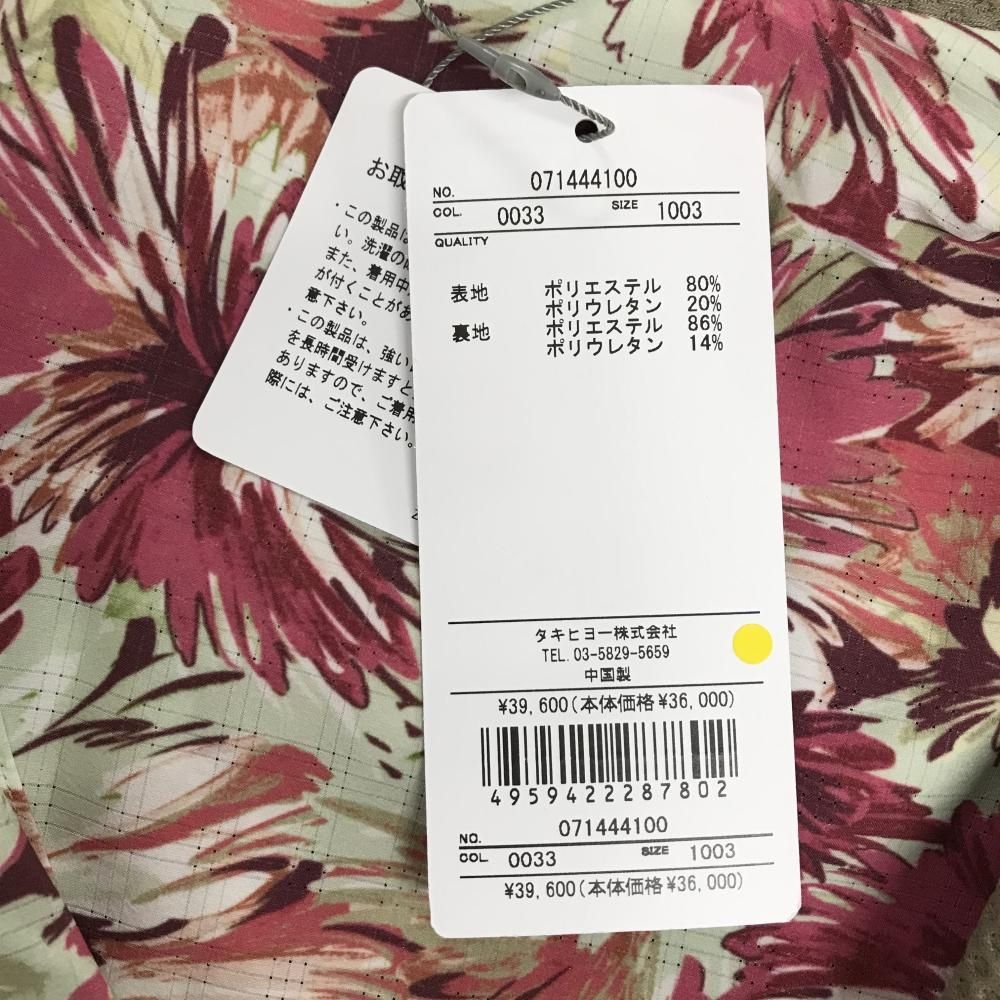 お取
・この製品は
い。洗濯の
また、着用中
が付くことがあ
意下さい。
・この製品は、強い
を長時間受けますと
ありますので、ご着用
際には、ご注意下さい。
NO. 071444100
COL. 0033 SIZE 1003
QUALITY
表地 ポリエステル 80%
ポリウレタン 20%
裏地 ポリエステル 86%
ポリウレタン 14%
タキヒヨー株式会社
TEL. 03-5829-5659
中国製
¥39,600(本体価格¥36,000)
4959422287802
NO. 071444100
COL 0033 SIZE 1003
¥39,600(本体価格¥36,000)